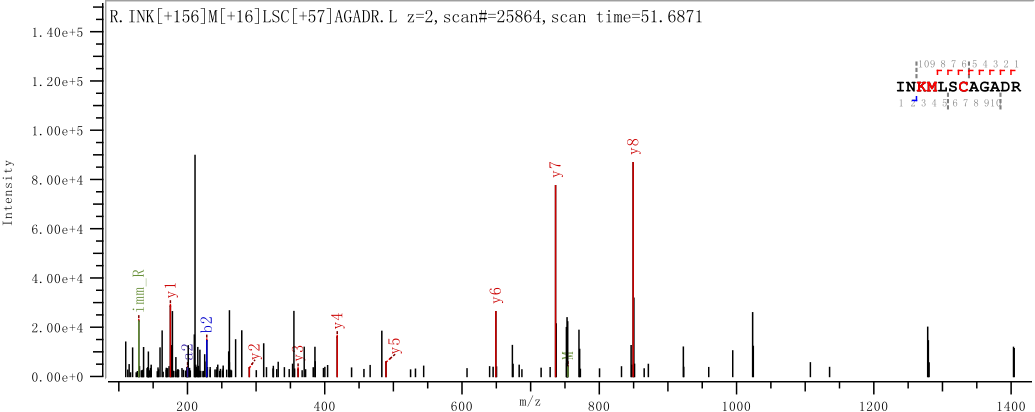 R.INK[+156]M[+16]LSC[+57]AGADR.L z=2,scan#=25864,scan time=51.6871
1.40e+5
1.20e+5
1.00e+5
8.00e+4
6.00e+4
4.00e+4
2.00e+4
0.00e+4
Intensity
10 9 8 7 6 5 4 3 2 1
INKMLSCAGADR
1 2 3 4 5 6 7 8 9 10
imm_R
y1
a2
b2
y2
y3
y4
y5
y6
y7
M
y8
200
400
600
800
1000
1200
1400
m/z